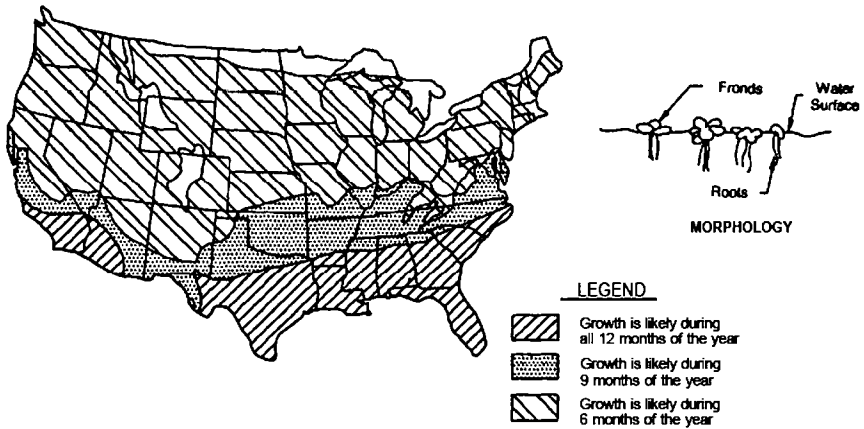 Fronds
Water
Surface
Roots
MORPHOLOGY
LEGEND
Growth is likely during
all 12 months of the year
Growth is likely during
9 months of the year
Growth is likely during
6 months of the year